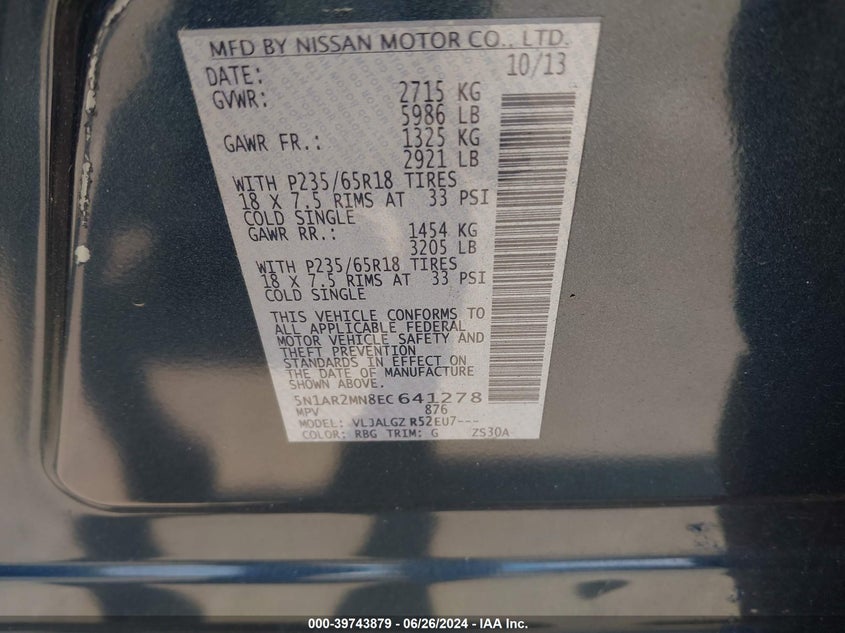 MFD BY NISSAN MOTOR CO., LTD.
DATE: 10/13
GVWR: 2715 KG
5986 LB
GAWR FR.: 1325 KG
2921 LB
WITH P235/65R18 TIRES
18 X 7.5 RIMS AT 33 PSI
COLD SINGLE
GAWR RR.: 1454 KG
3205 LB
WITH P235/65R18 TIRES
18 X 7.5 RIMS AT 33 PSI
COLD SINGLE
THIS VEHICLE CONFORMS TO
ALL APPLICABLE FEDERAL
MOTOR VEHICLE SAFETY AND
THEFT PREVENTION
STANDARDS IN EFFECT ON
THE DATE OF MANUFACTURE
SHOWN ABOVE.
5N1AR2MN8EC 641278
MPV 876
MODEL: VLJALGZ R52EU7---
COLOR: RBG TRIM: G ZS30A
000-39743879 - 06/26/2024 - IAA Inc.